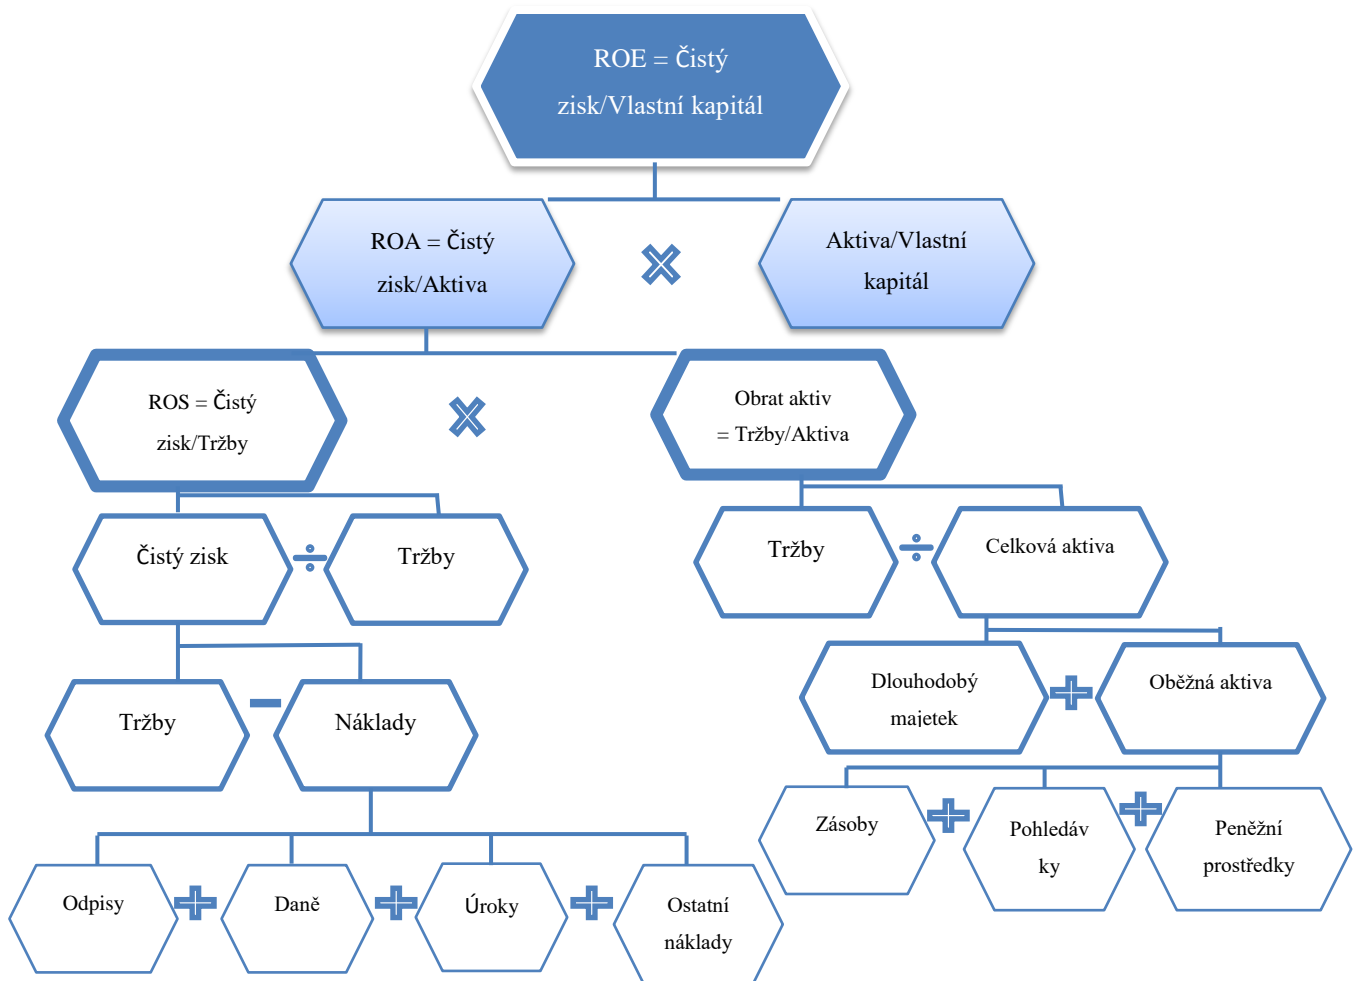 ROE = Čistý
zisk/Vlastní kapitál
ROA = Čistý
zisk/Aktiva
Aktiva/Vlastní
kapitál
ROS = Čistý
zisk/Tržby
Obrat aktiv
= Tržby/Aktiva
Čistý zisk
Tržby
Tržby
Celková aktiva
Tržby
Náklady
Dlouhodobý
majetek
Oběžná aktiva
Zásoby
Pohledáv
ky
Peněžní
prostředky
Odpisy
Daně
Úroky
Ostatní
náklady